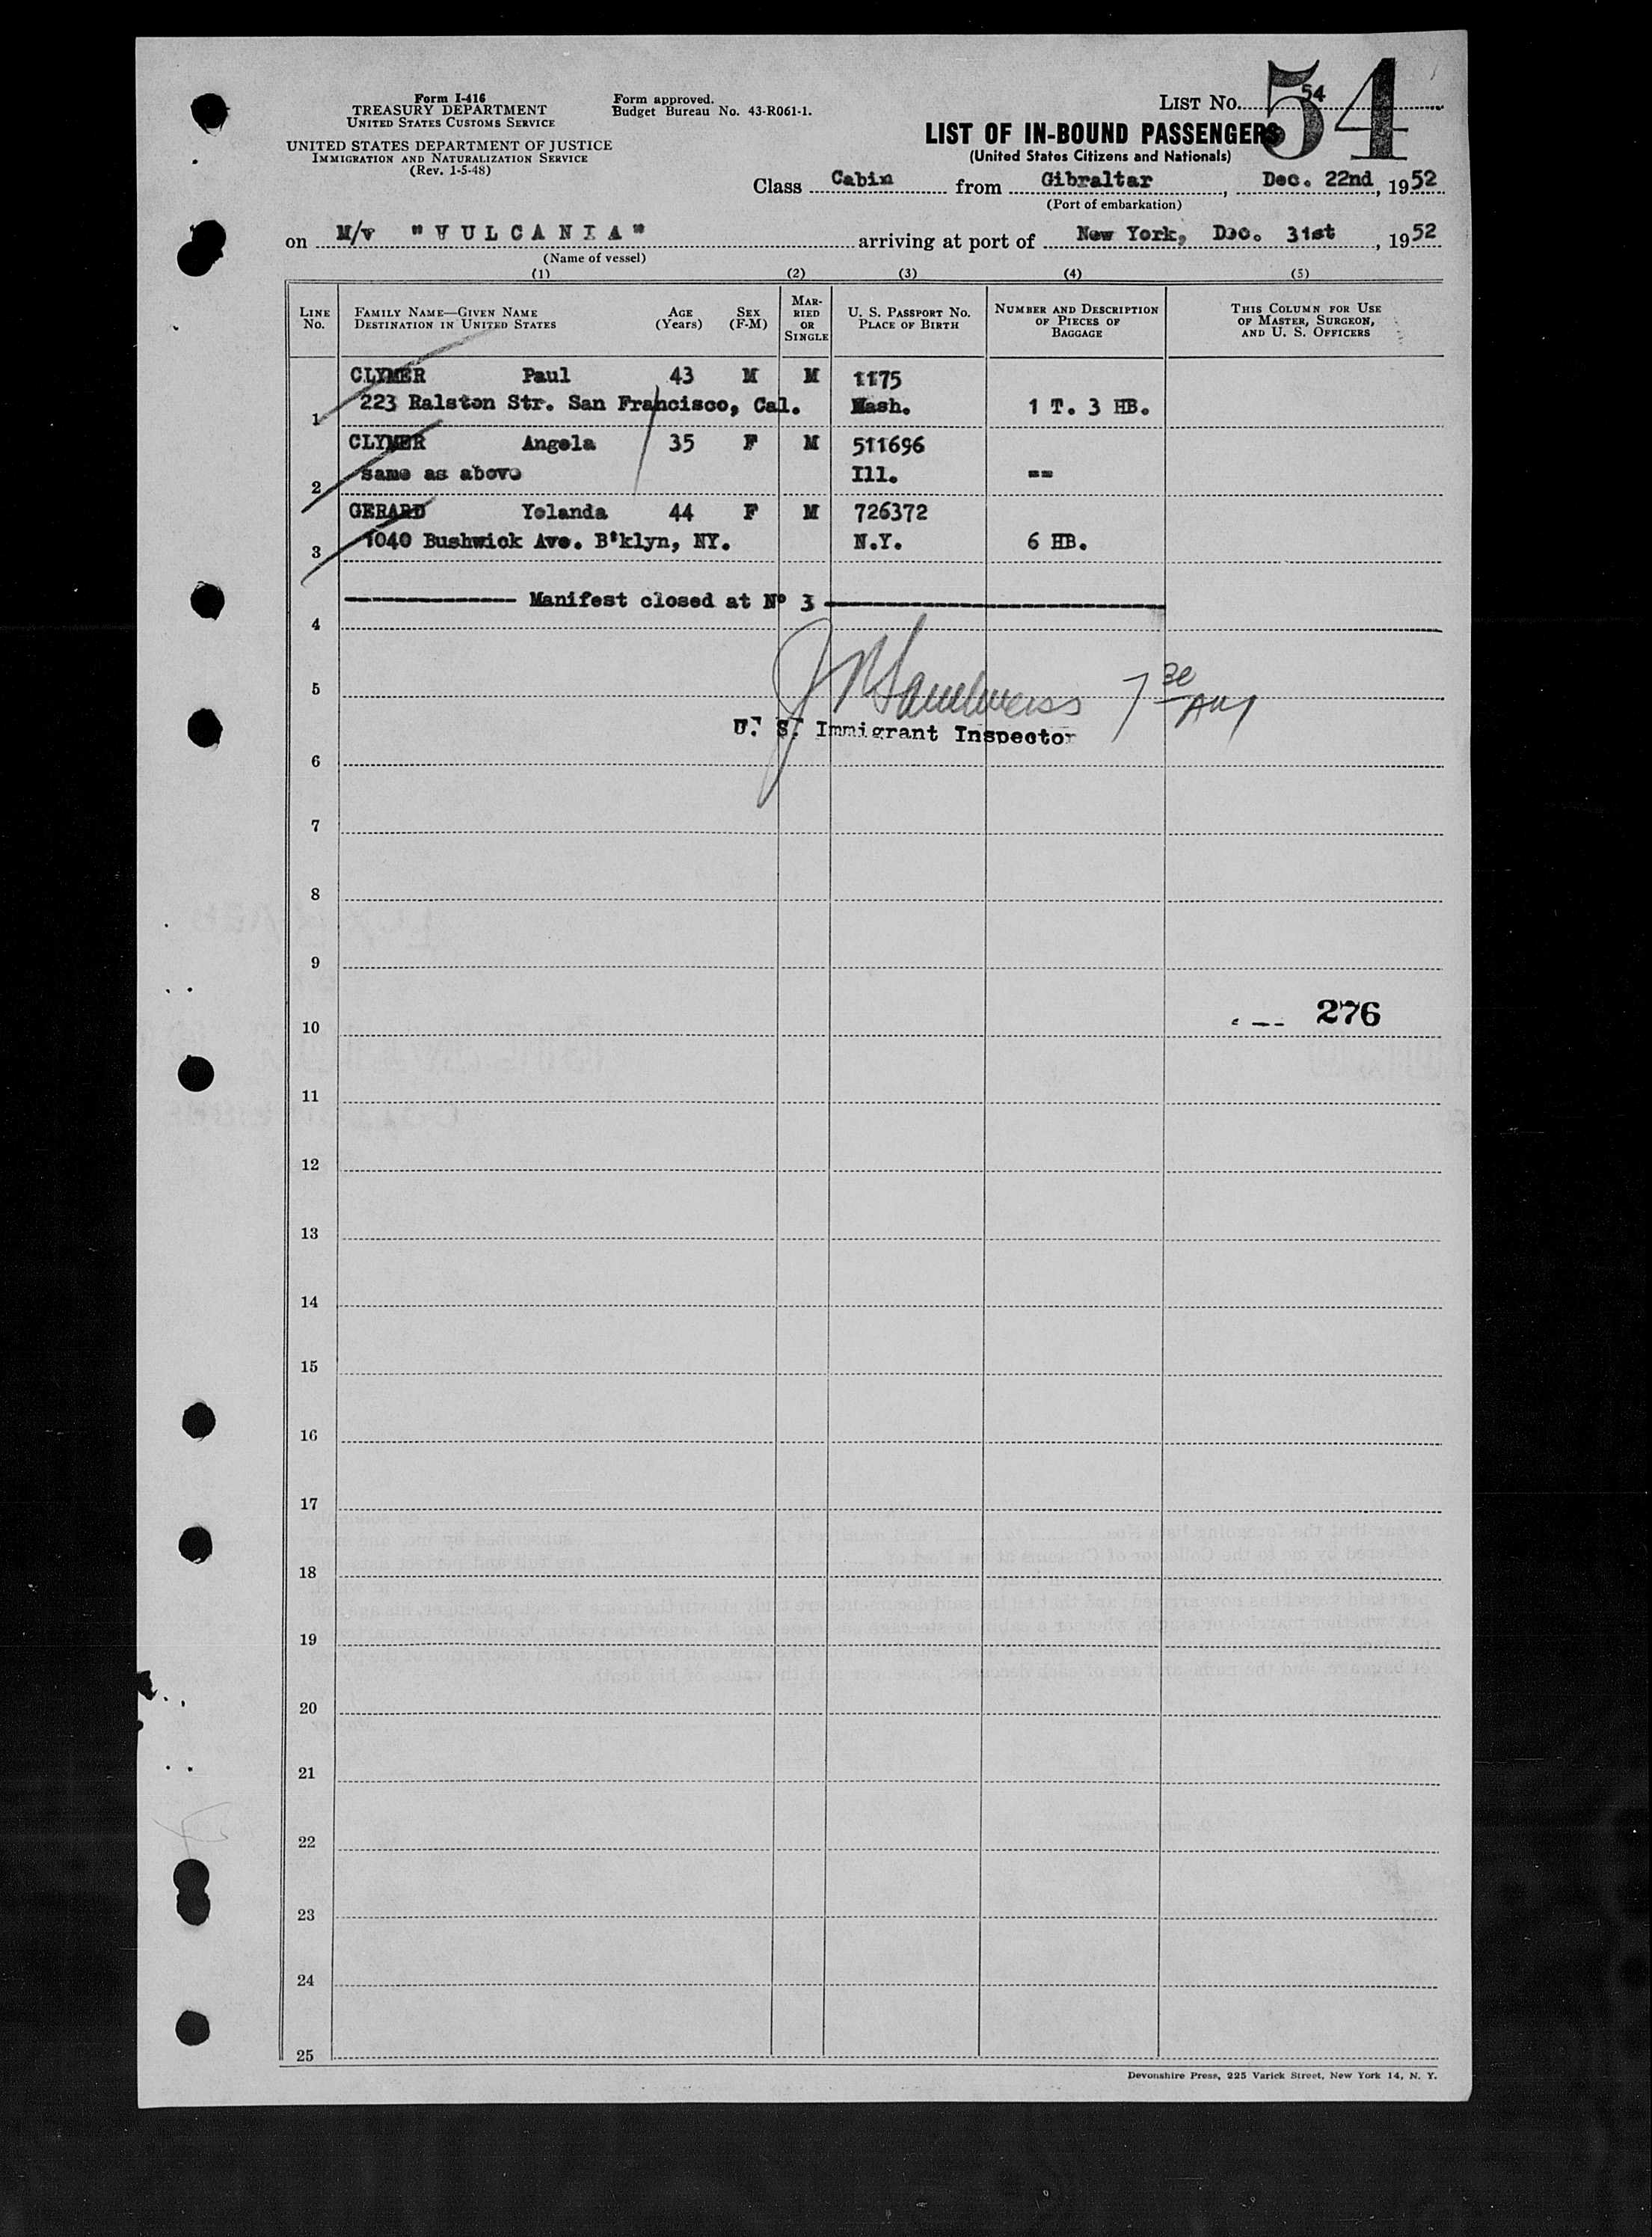 Form I-416
TREASURY DEPARTMENT
UNITED STATES CUSTOMS SERVICE
UNITED STATES DEPARTMENT OF JUSTICE
IMMIGRATION AND NATURALIZATION SERVICE
(Rev. 1-5-48)
Form approved.
Budget Bureau No. 43-R061-1.
LIST NO. 54
54
LIST OF IN-BOUND PASSENGERS
(United States Citizens and Nationals)
Class Cabin from Gibraltar, Dec. 22nd, 1952
(Port of embarkation)
on M/v "VULCANIA" arriving at port of New York, Dec. 31st, 1952
(Name of vessel)
(1) (2) (3) (4) (5)
LINE NO. FAMILY NAME—GIVEN NAME DESTINATION IN UNITED STATES AGE (Years) SEX (F-M) MARRIED OR SINGLE U. S. PASSPORT NO. PLACE OF BIRTH NUMBER AND DESCRIPTION OF PIECES OF BAGGAGE THIS COLUMN FOR USE OF MASTER, SURGEON, AND U. S. OFFICERS
CLYMER Paul 43 M M 1175
1 223 Ralston Str. San Francisco, Cal. Wash. 1 T. 3 HB.
CLYMER Angela 35 F M 511696
2 same as above Ill. --
GERARD Yolanda 44 F M 726372
3 1040 Bushwick Ave. B'klyn, NY. N.Y. 6 HB.
Manifest closed at Nº 3
4
5
7 30 AM
U. S. Immigrant Inspector
6
7
8
9
276
10
11
12
13
14
15
16
17
18
19
20
21
22
23
24
25
Devonshire Press, 225 Varick Street, New York 14, N. Y.